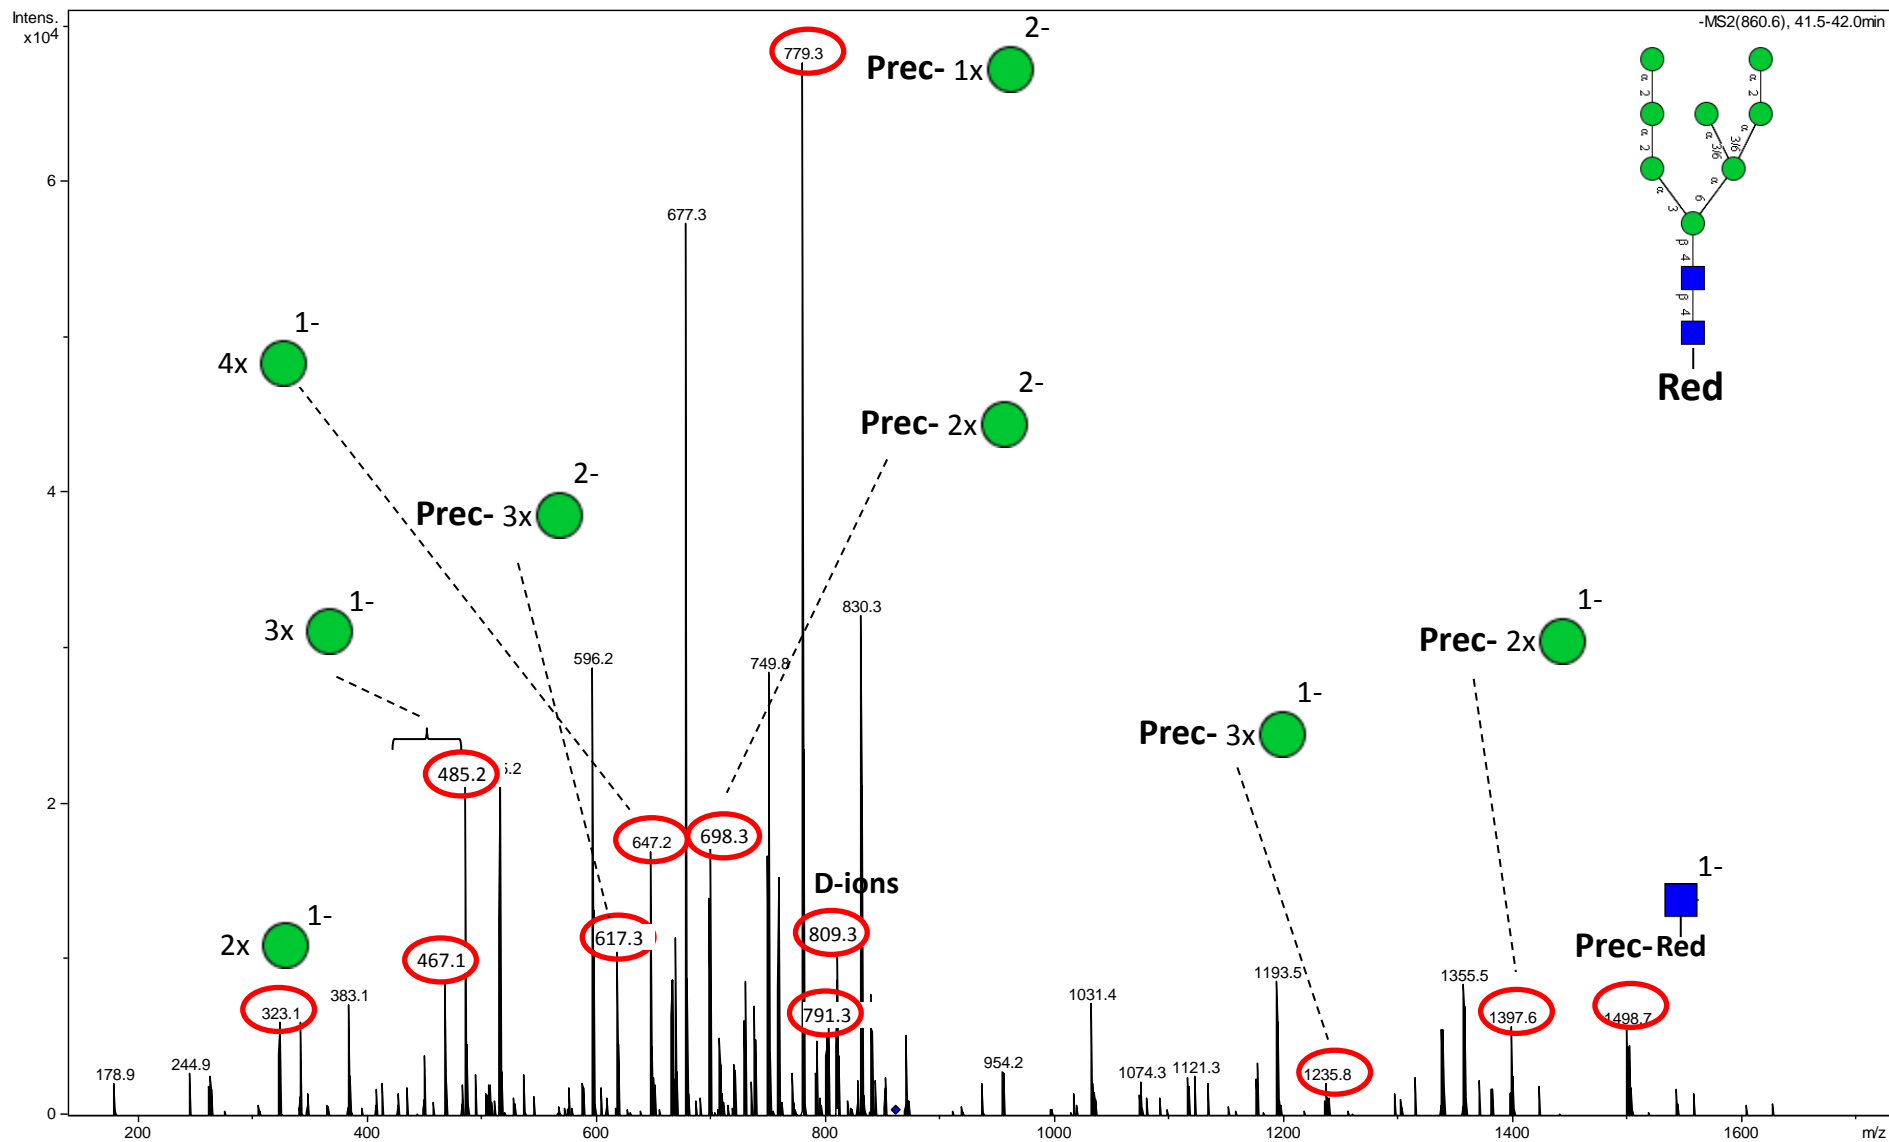 Intens.
x10⁴
-MS2(860.6), 41.5-42.0min
779.3
Prec- 1x 2-
α 2
α 2
α 2
α 3/6
3/6 α
α 3
6 α
β 4
β 4
Red
6
677.3
4x 1-
830.3
Prec- 2x 2-
Prec- 3x 2-
4
596.2
749.8
3x 1-
Prec- 2x 1-
Prec- 3x 1-
485.2
5.2
2
647.2
698.3
D-ions
1-
Prec-Red
2x 1-
617.3
809.3
467.1
323.1
383.1
791.3
1031.4
1193.5
1355.5
1397.6
1498.7
178.9
244.9
954.2
1074.3
1121.3
1235.8
0
200
400
600
800
1000
1200
1400
1600
m/z